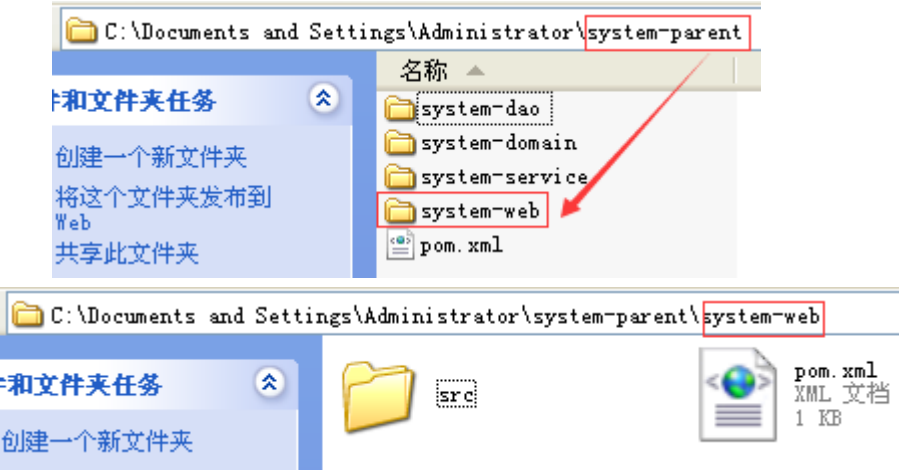 C:\Documents and Settings\Administrator\system-parent
名称
件和文件夹任务
system-dao
创建一个新文件夹
system-domain
将这个文件夹发布到
Web
system-service
system-web
共享此文件夹
pom.xml
C:\Documents and Settings\Administrator\system-parent\system-web
件和文件夹任务
src
pom.xml
XML 文档
1 KB
创建一个新文件夹